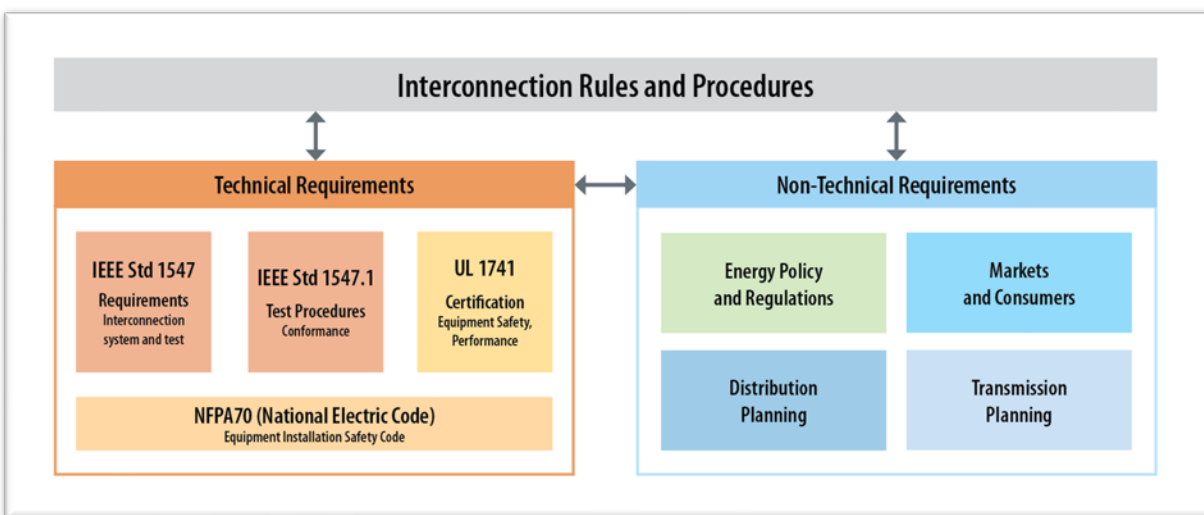 Interconnection Rules and Procedures
Technical Requirements
IEEE Std 1547
Requirements
Interconnection
system and test
IEEE Std 1547.1
Test Procedures
Conformance
UL 1741
Certification
Equipment Safety,
Performance
NFPA70 (National Electric Code)
Equipment Installation Safety Code
Non-Technical Requirements
Energy Policy
and Regulations
Markets
and Consumers
Distribution
Planning
Transmission
Planning